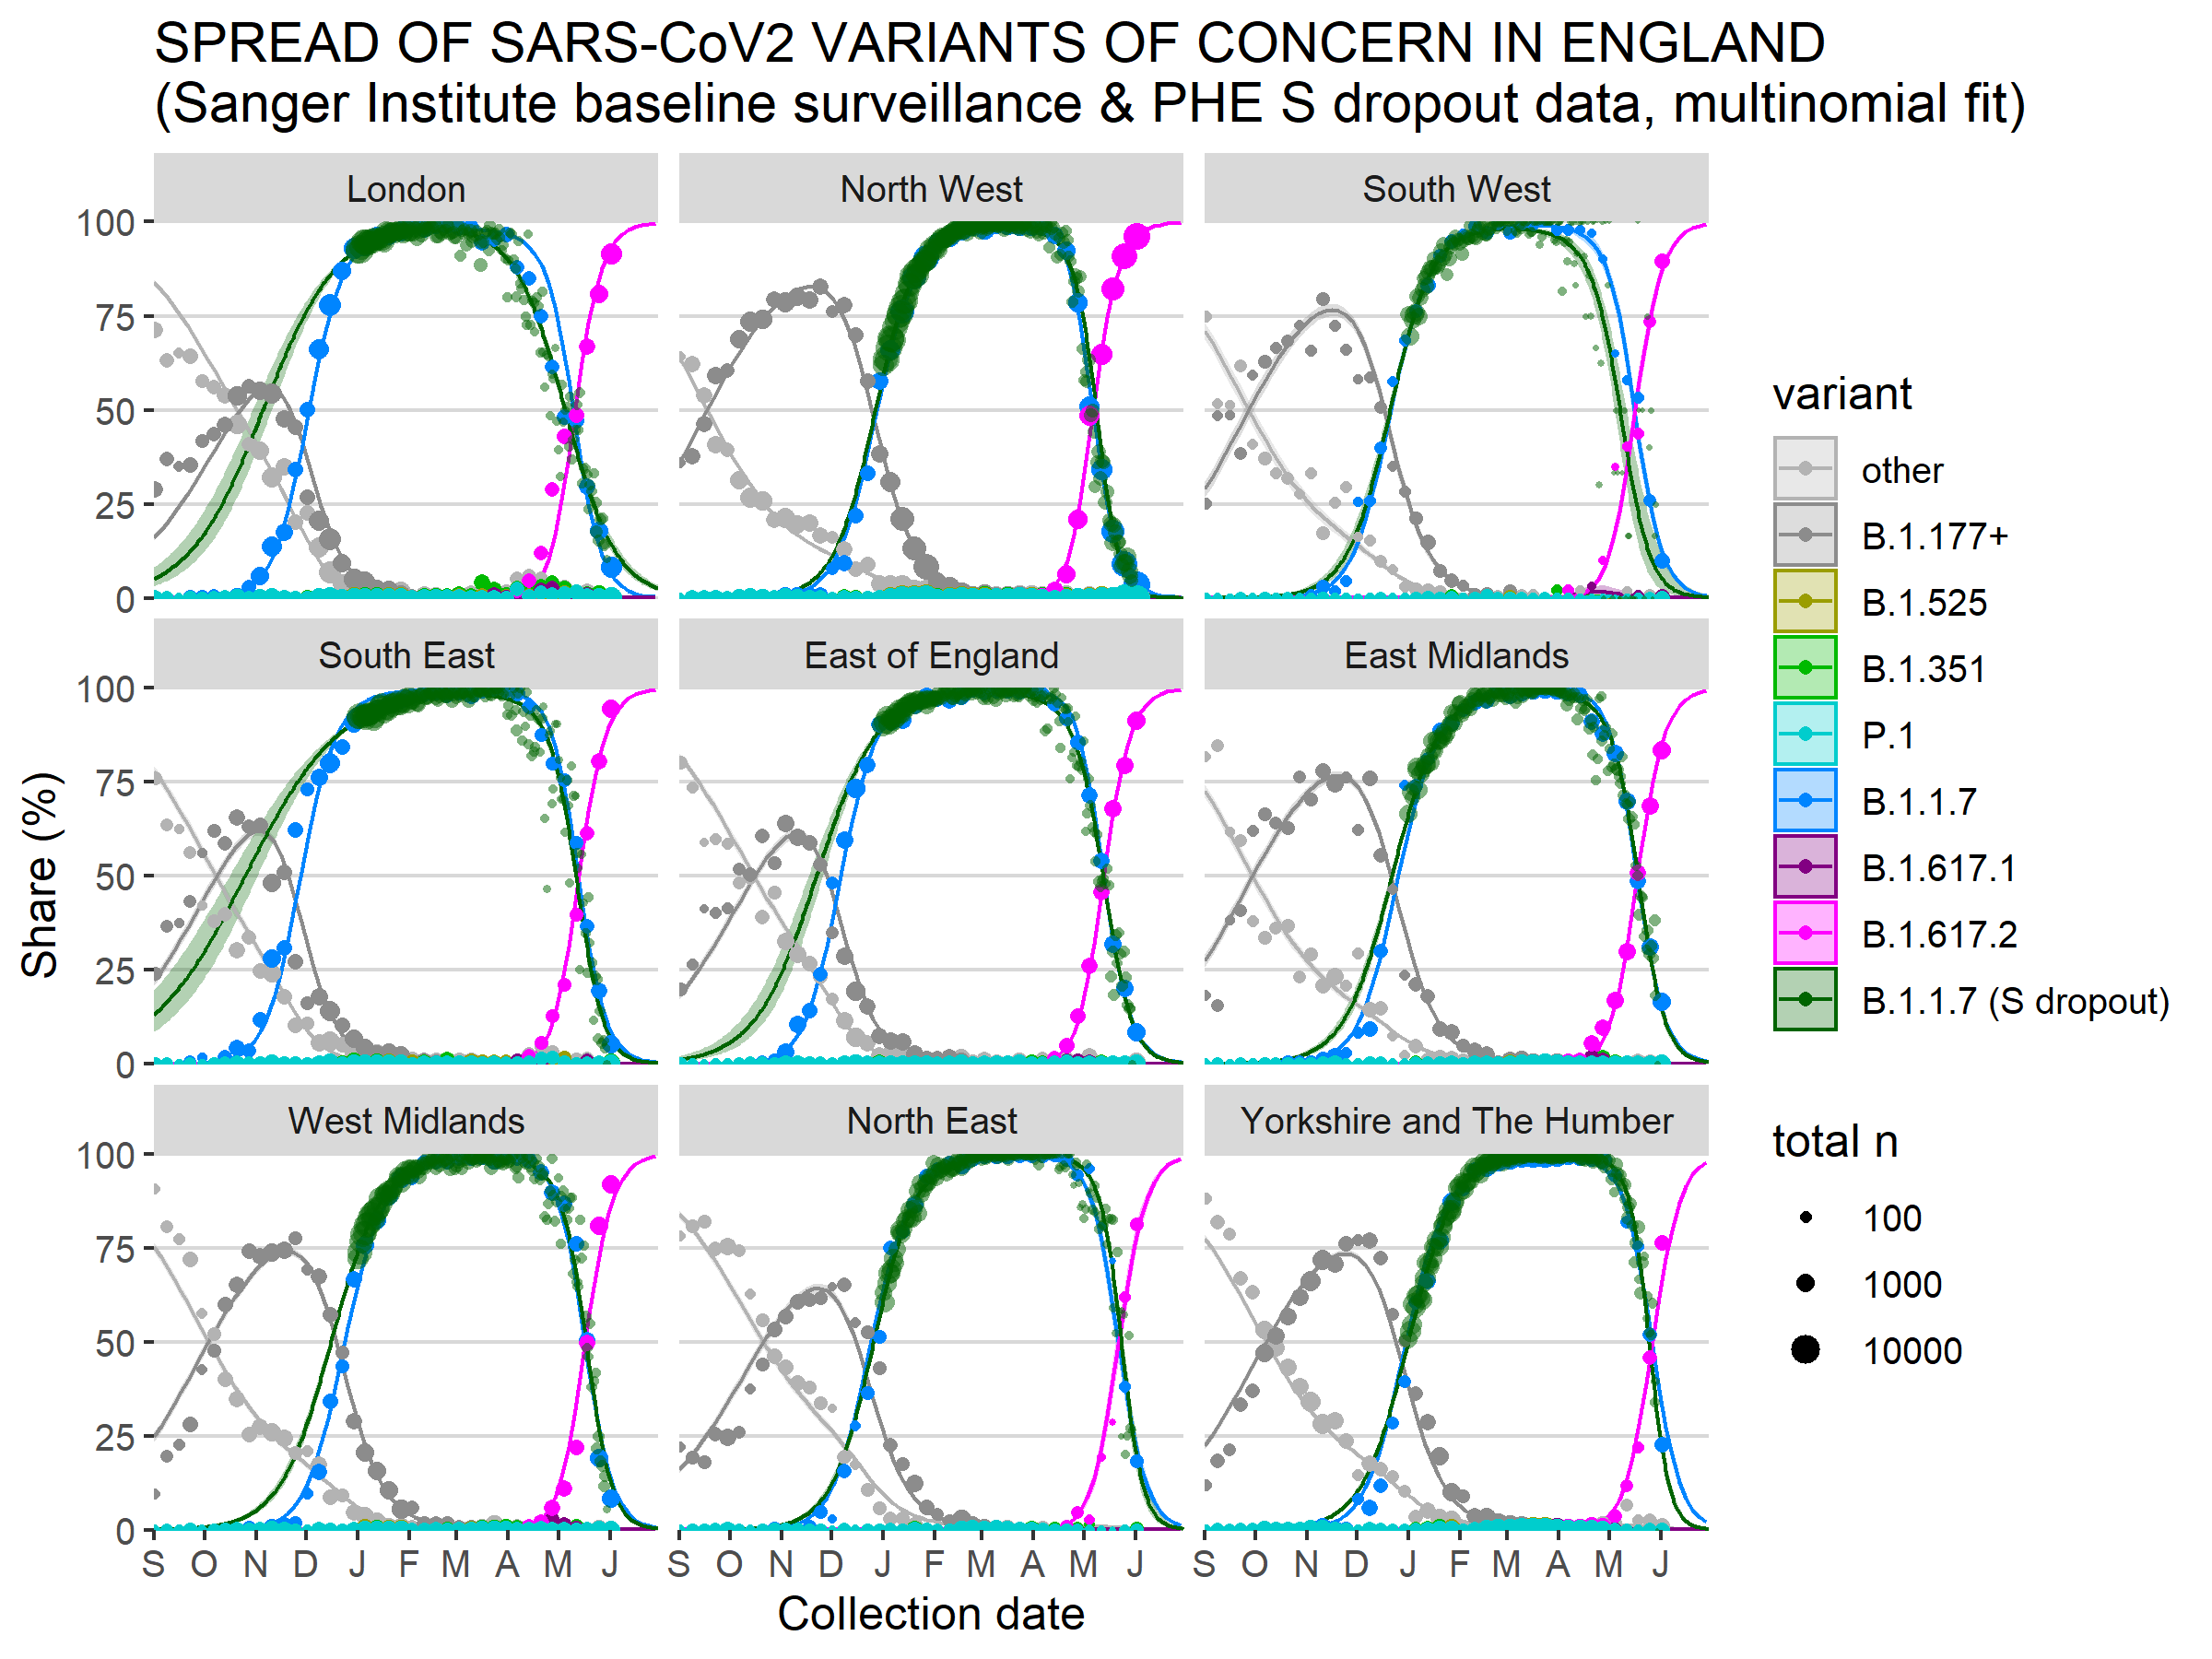 SPREAD OF SARS-CoV2 VARIANTS OF CONCERN IN ENGLAND
(Sanger Institute baseline surveillance & PHE S dropout data, multinomial fit)
London
North West
South West
100
75
50
25
0
South East
East of England
East Midlands
100
75
50
25
0
West Midlands
North East
Yorkshire and The Humber
100
75
50
25
0
S O N D J F M A M J
S O N D J F M A M J
S O N D J F M A M J
Share (%)
Collection date
variant
other
B.1.177+
B.1.525
B.1.351
P.1
B.1.1.7
B.1.617.1
B.1.617.2
B.1.1.7 (S dropout)
total n
100
1000
10000